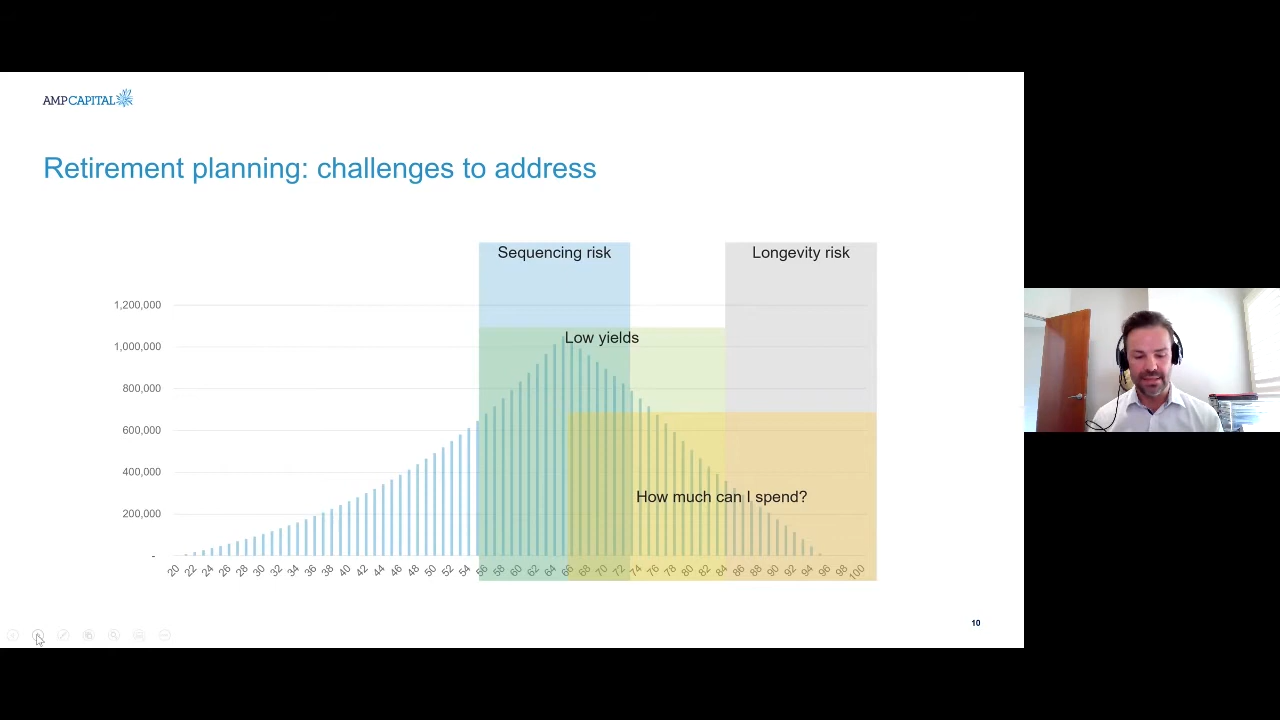 AMP CAPITAL
Retirement planning: challenges to address
Sequencing risk
Longevity risk
Low yields
How much can I spend?
1,200,000
1,000,000
800,000
600,000
400,000
200,000
-
20 22 24 26 28 30 32 34 36 38 40 42 44 46 48 50 52 54 56 58 60 62 64 66 68 70 72 74 76 78 80 82 84 86 88 90 92 94 96 98 100
10